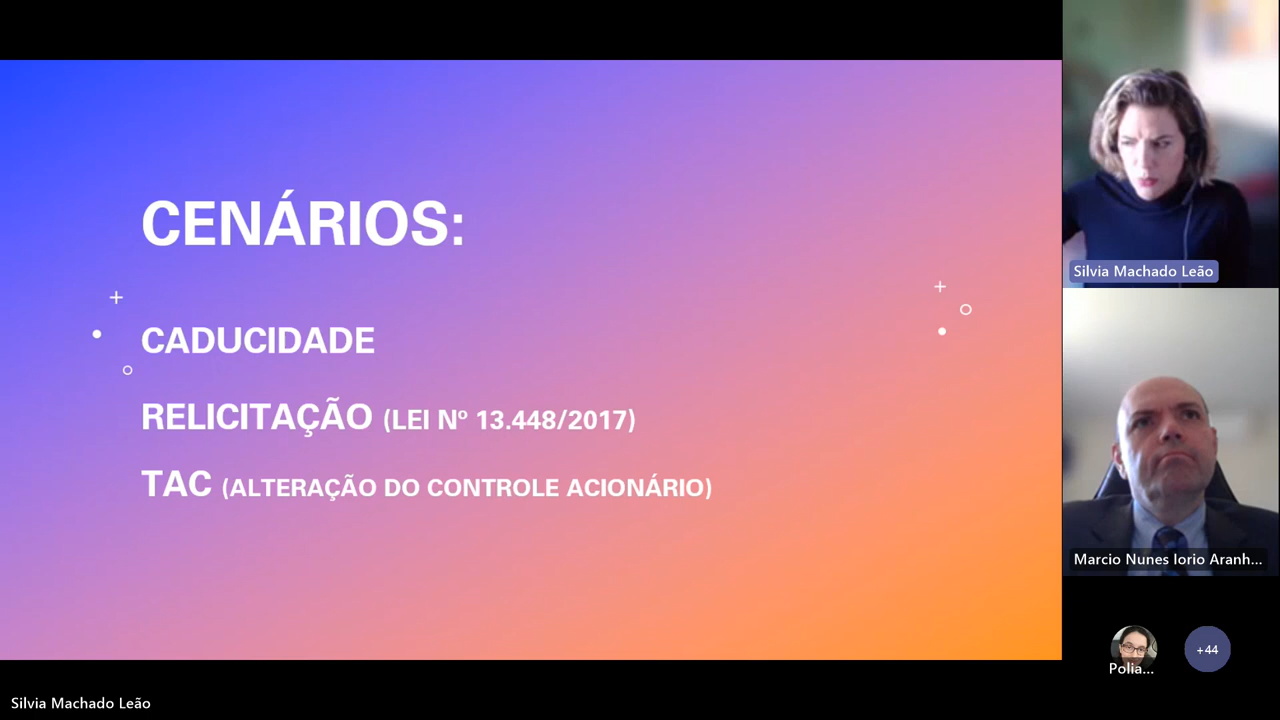 CENÁRIOS:
CADUCIDADE
RELICITAÇÃO (LEI Nº 13.448/2017)
TAC (ALTERAÇÃO DO CONTROLE ACIONÁRIO)
Silvia Machado Leão
Marcio Nunes Iorio Aranh...
Polia...
+44
Silvia Machado Leão